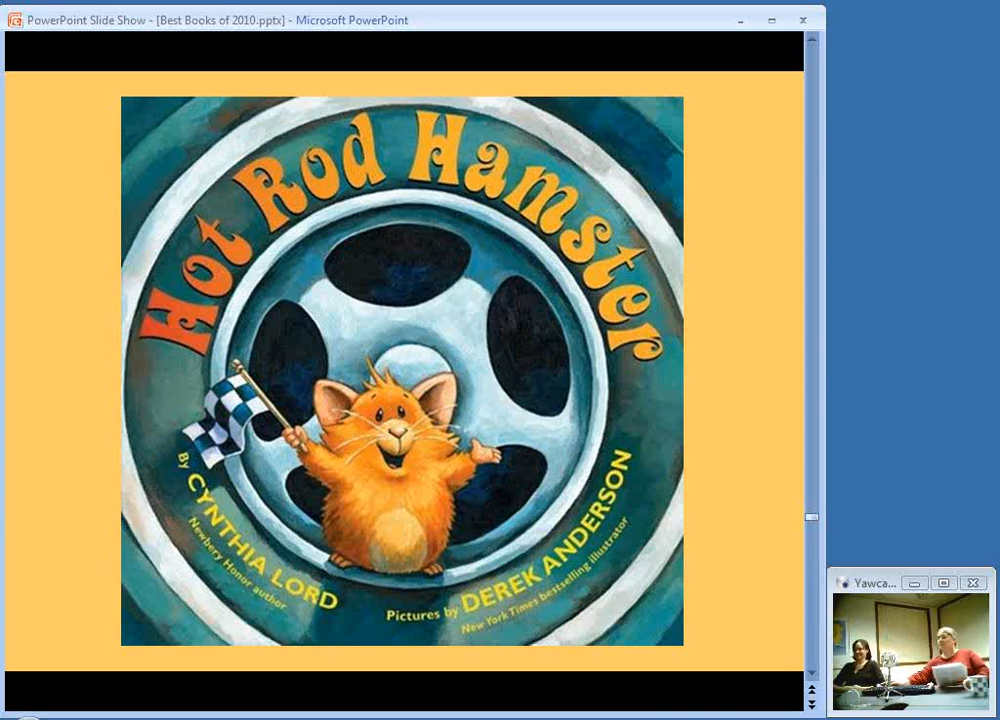 PowerPoint Slide Show - [Best Books of 2010.pptx] - Microsoft PowerPoint
Hot Rod Hamster
By CYNTHIA LORD
Newbery Honor author
Pictures by DEREK ANDERSON
New York Times bestselling illustrator
Yawca...